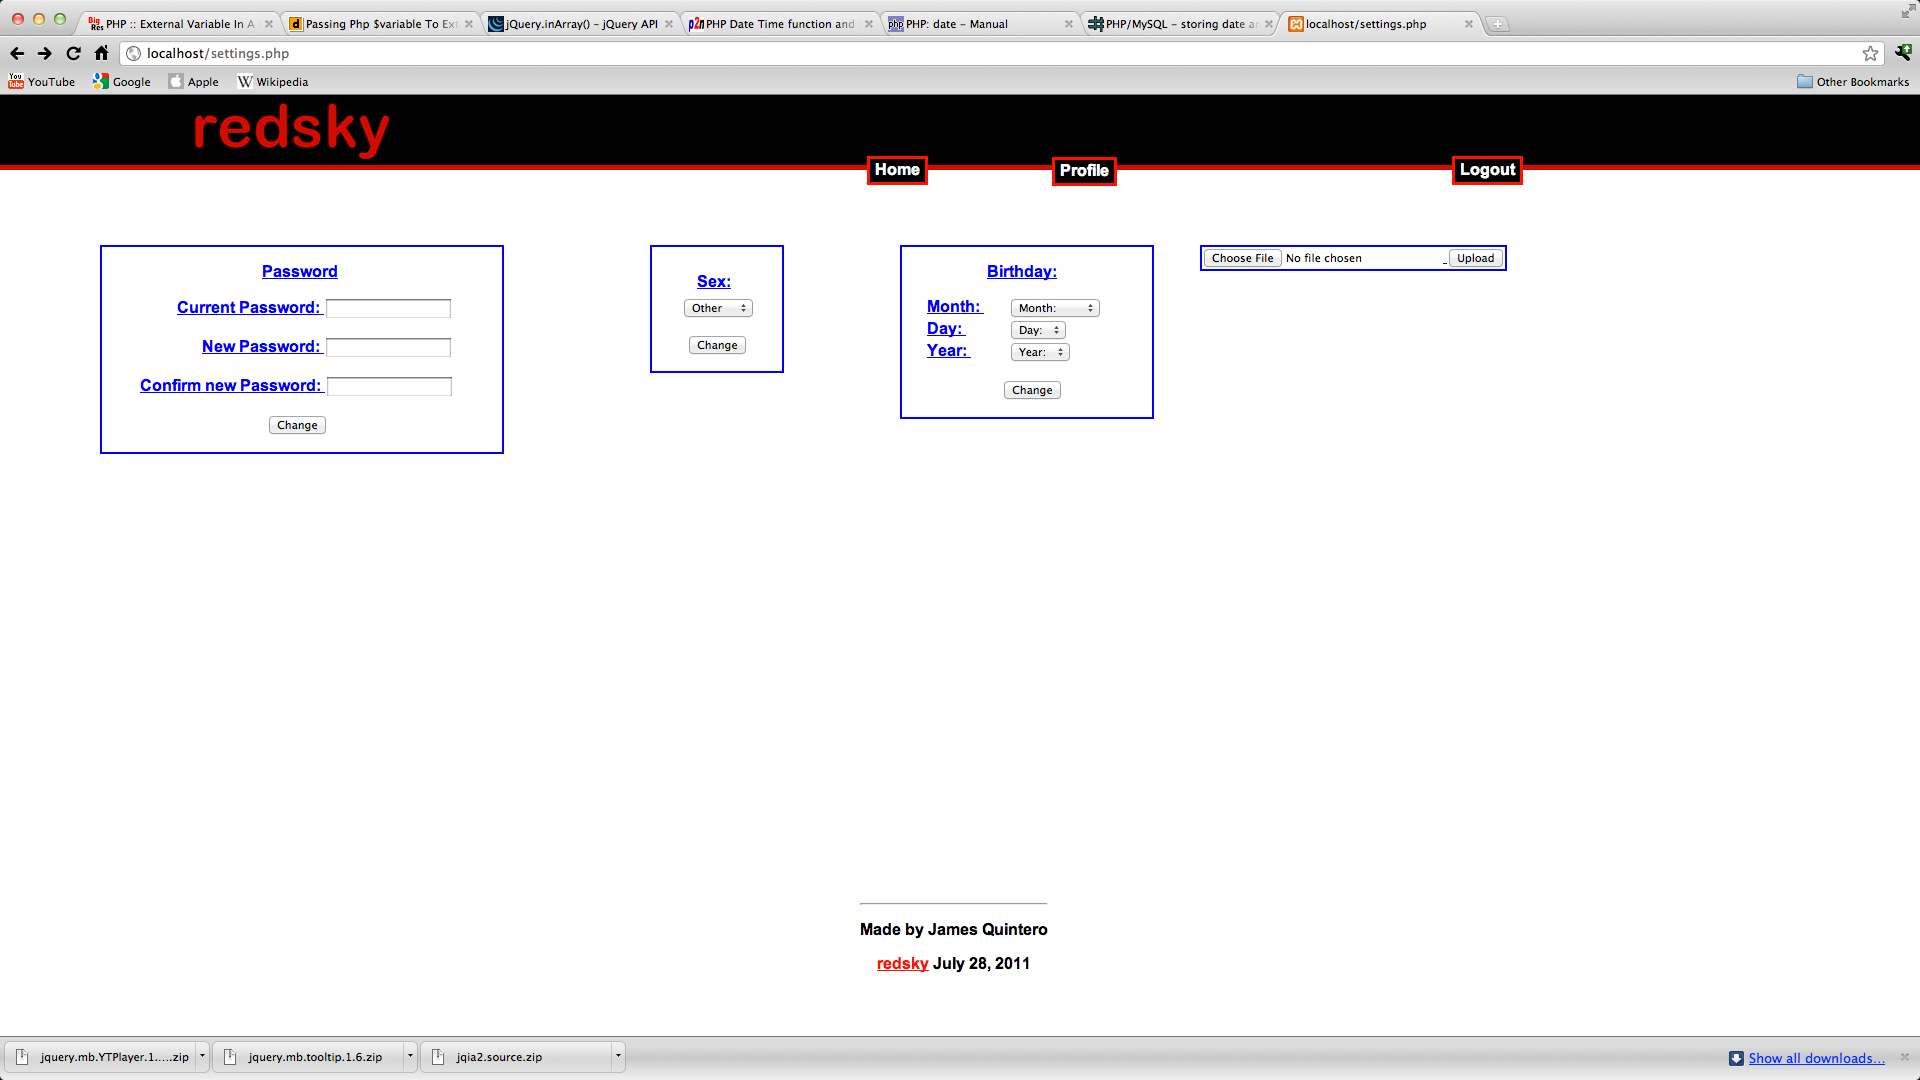 PHP :: External Variable In A
Passing Php $variable To Ext
jQuery.inArray() – jQuery API
PHP Date Time function and
PHP: date – Manual
PHP/MySQL – storing date a
localhost/settings.php
localhost/settings.php
YouTube
Google
Apple
Wikipedia
Other Bookmarks
redsky
Home
Profile
Logout
Password
Current Password:
New Password:
Confirm new Password:
Change
Sex:
Other
Change
Birthday:
Month: Month:
Day: Day:
Year: Year:
Change
Choose File No file chosen Upload
Made by James Quintero
redsky July 28, 2011
jquery.mb.YTPlayer.1.....zip
jquery.mb.tooltip.1.6.zip
jqia2.source.zip
Show all downloads...